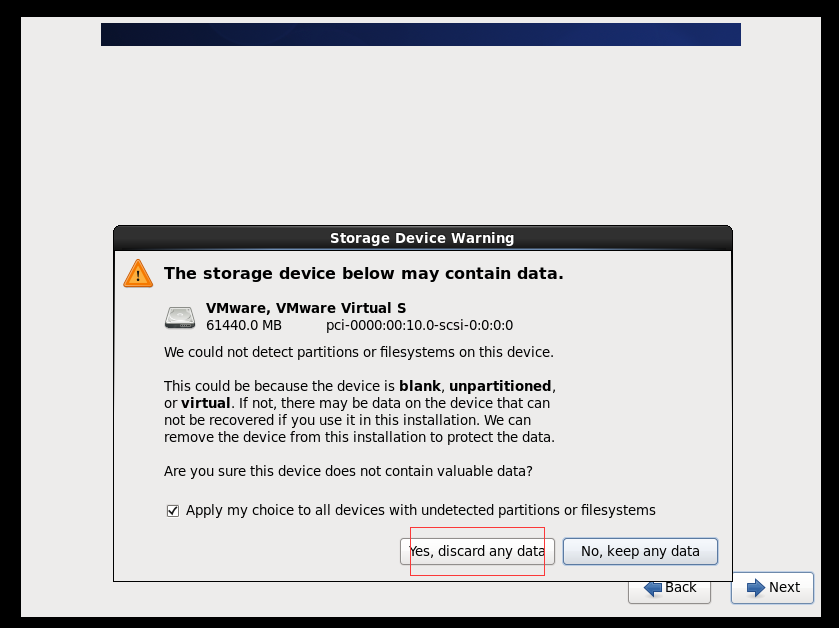 Storage Device Warning
The storage device below may contain data.
VMware, VMware Virtual S
61440.0 MB pci-0000:00:10.0-scsi-0:0:0:0
We could not detect partitions or filesystems on this device.
This could be because the device is blank, unpartitioned,
or virtual. If not, there may be data on the device that can
not be recovered if you use it in this installation. We can
remove the device from this installation to protect the data.
Are you sure this device does not contain valuable data?
Apply my choice to all devices with undetected partitions or filesystems
Yes, discard any data No, keep any data
Back Next